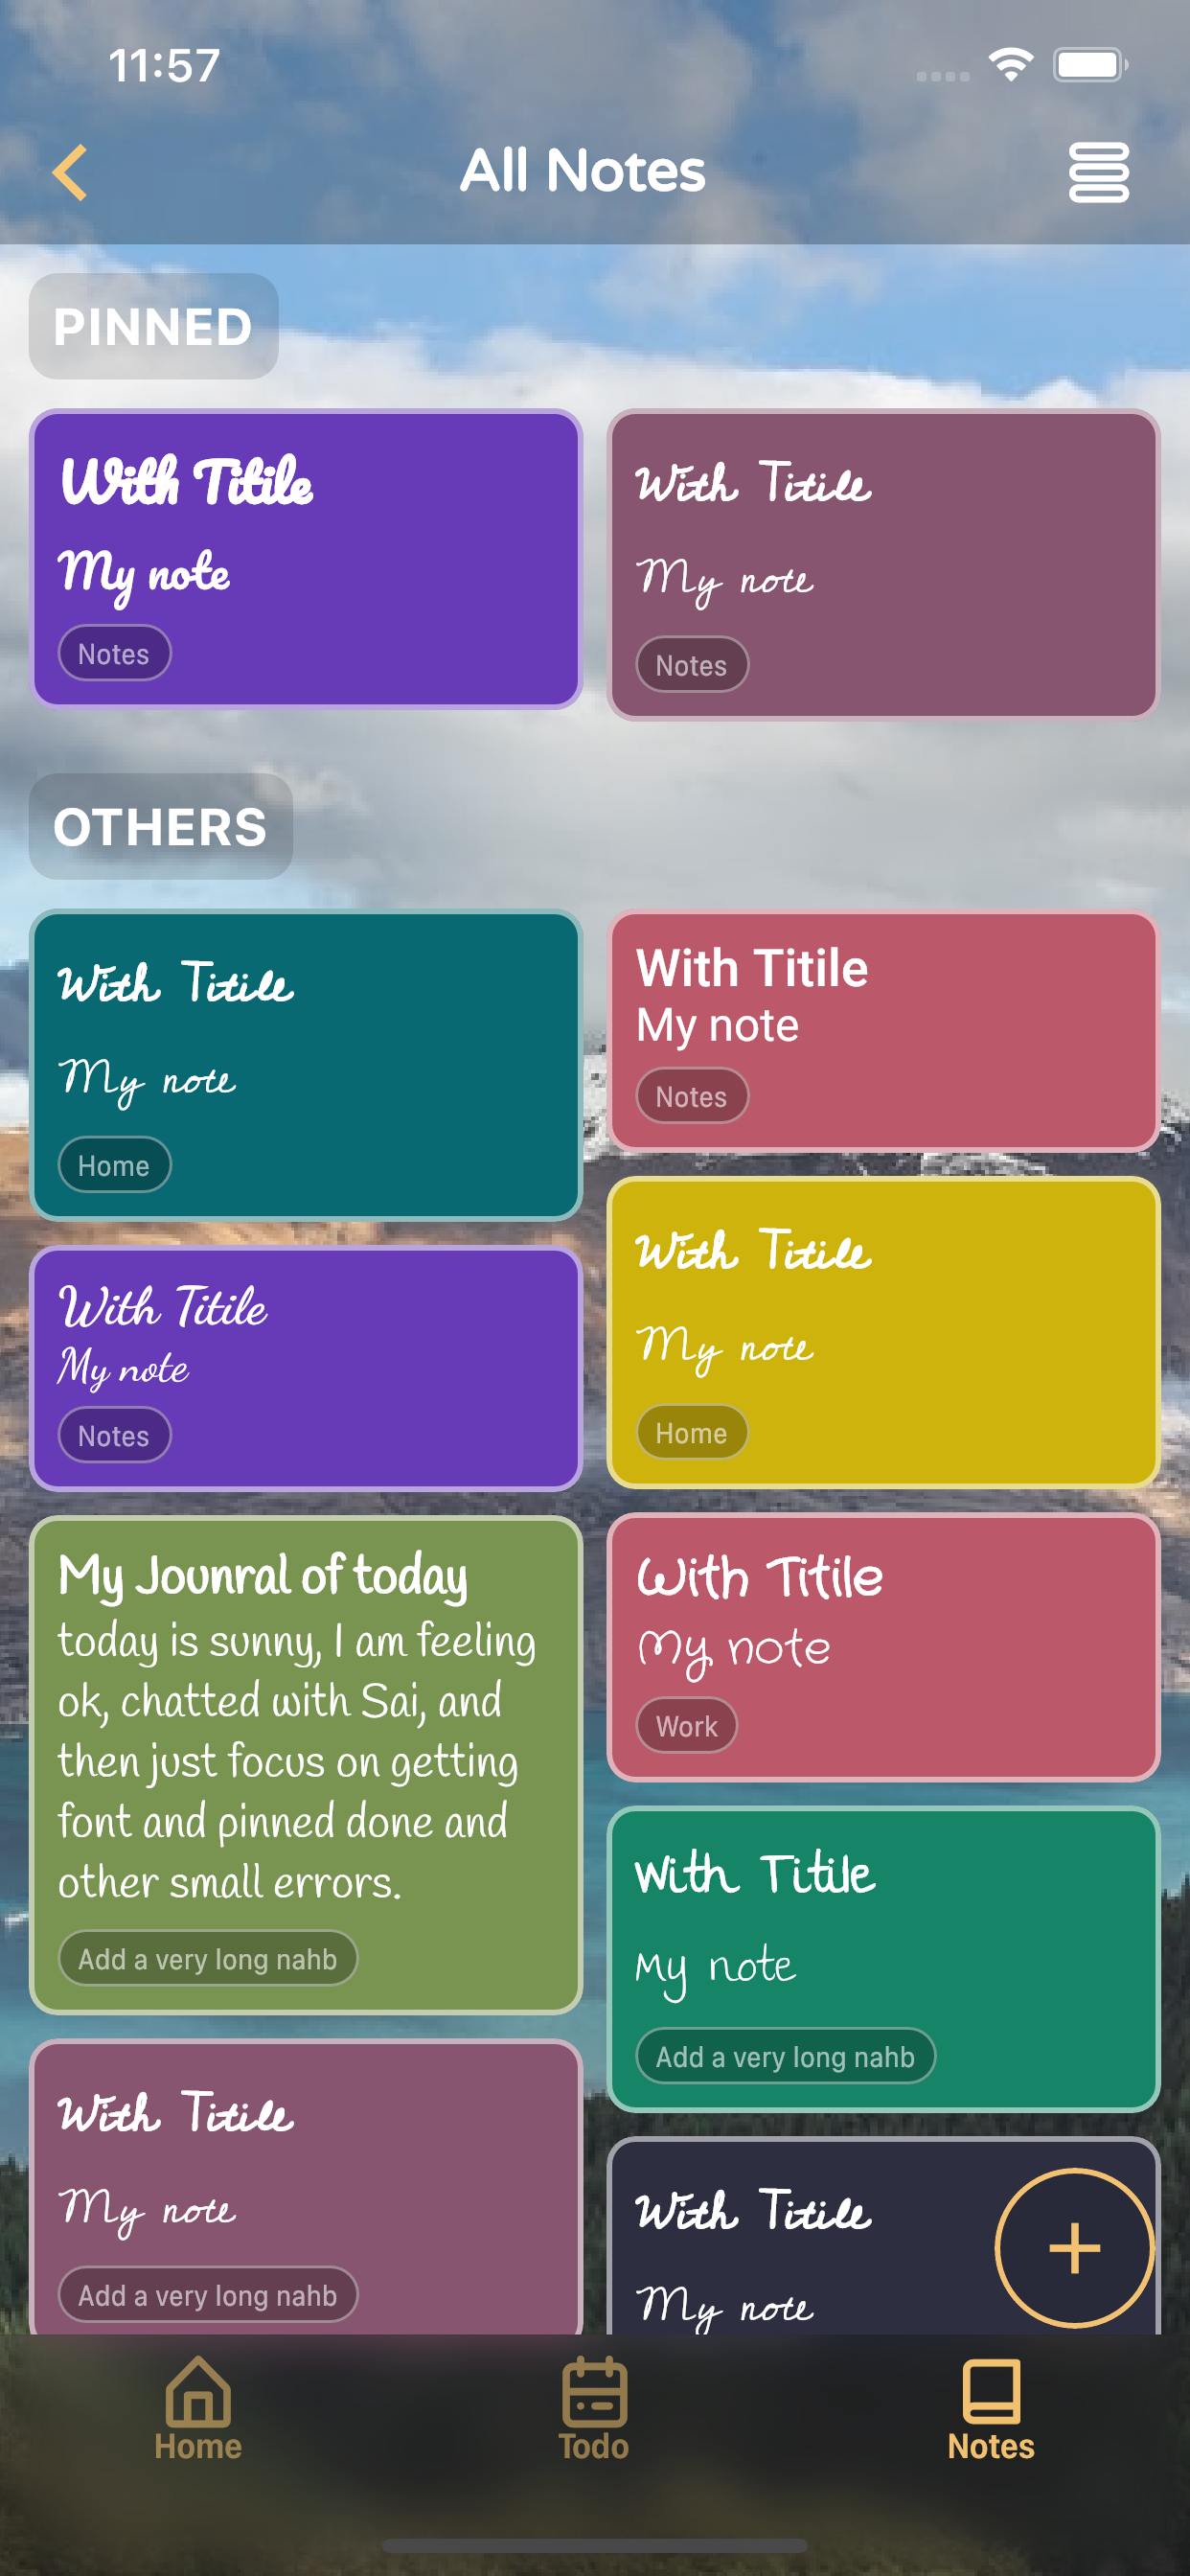 11:57
All Notes
PINNED
With Titile
My note
Notes
With Titile
My note
Notes
OTHERS
With Titile
My note
Home
With Titile
My note
Notes
With Titile
My note
Notes
With Titile
My note
Home
My Jounral of today
today is sunny, I am feeling
ok, chatted with Sai, and
then just focus on getting
font and pinned done and
other small errors.
Add a very long nahb
With Titile
My note
Work
With Titile
My note
Add a very long nahb
With Titile
My note
Add a very long nahb
With Titile
My note
Home
Todo
Notes